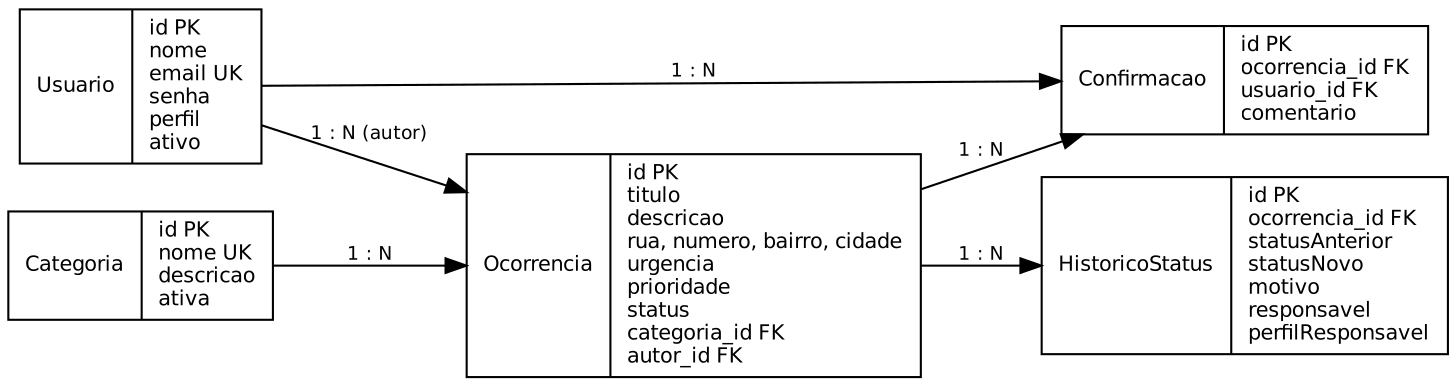 Usuario
id PK
nome
email UK
senha
perfil
ativo
1 : N
1 : N (autor)
Categoria
id PK
nome UK
descricao
ativa
1 : N
Ocorrencia
id PK
titulo
descricao
rua, numero, bairro, cidade
urgencia
prioridade
status
categoria_id FK
autor_id FK
1 : N
1 : N
Confirmacao
id PK
ocorrencia_id FK
usuario_id FK
comentario
HistoricoStatus
id PK
ocorrencia_id FK
statusAnterior
statusNovo
motivo
responsavel
perfilResponsavel